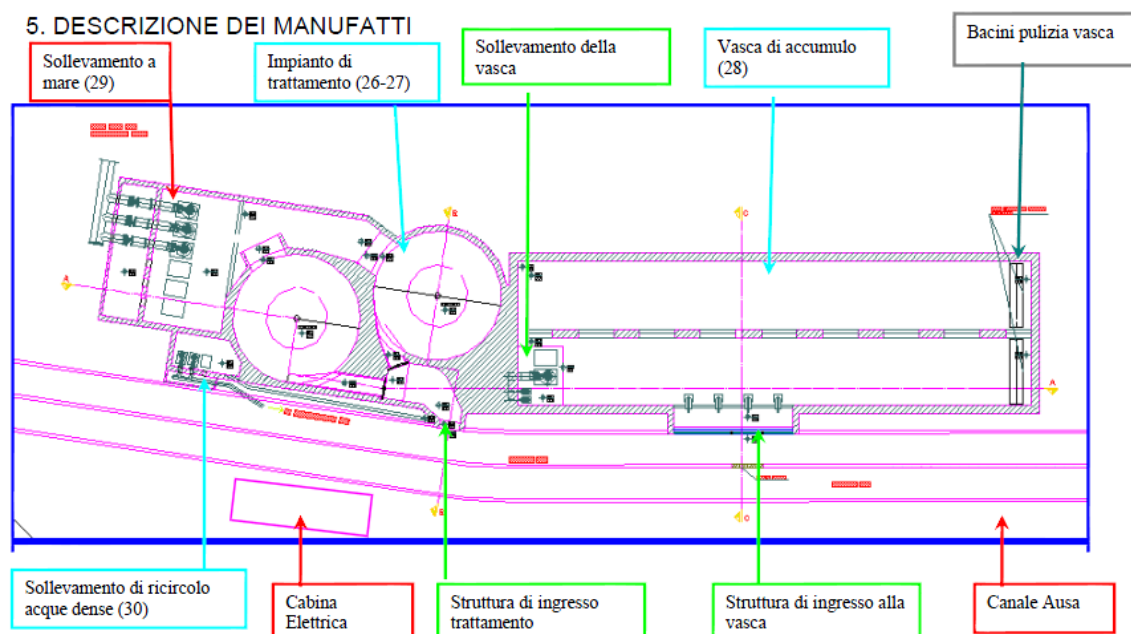 5. DESCRIZIONE DEI MANUFATTI
Sollevamento a
mare (29)
Impianto di
trattamento (26-27)
Sollevamento della
vasca
Vasca di accumulo
(28)
Bacini pulizia vasca
B
C
A
A
B
C
Sollevamento di ricircolo
acque dense (30)
Cabina
Elettrica
Struttura di ingresso
trattamento
Struttura di ingresso alla
vasca
Canale Ausa